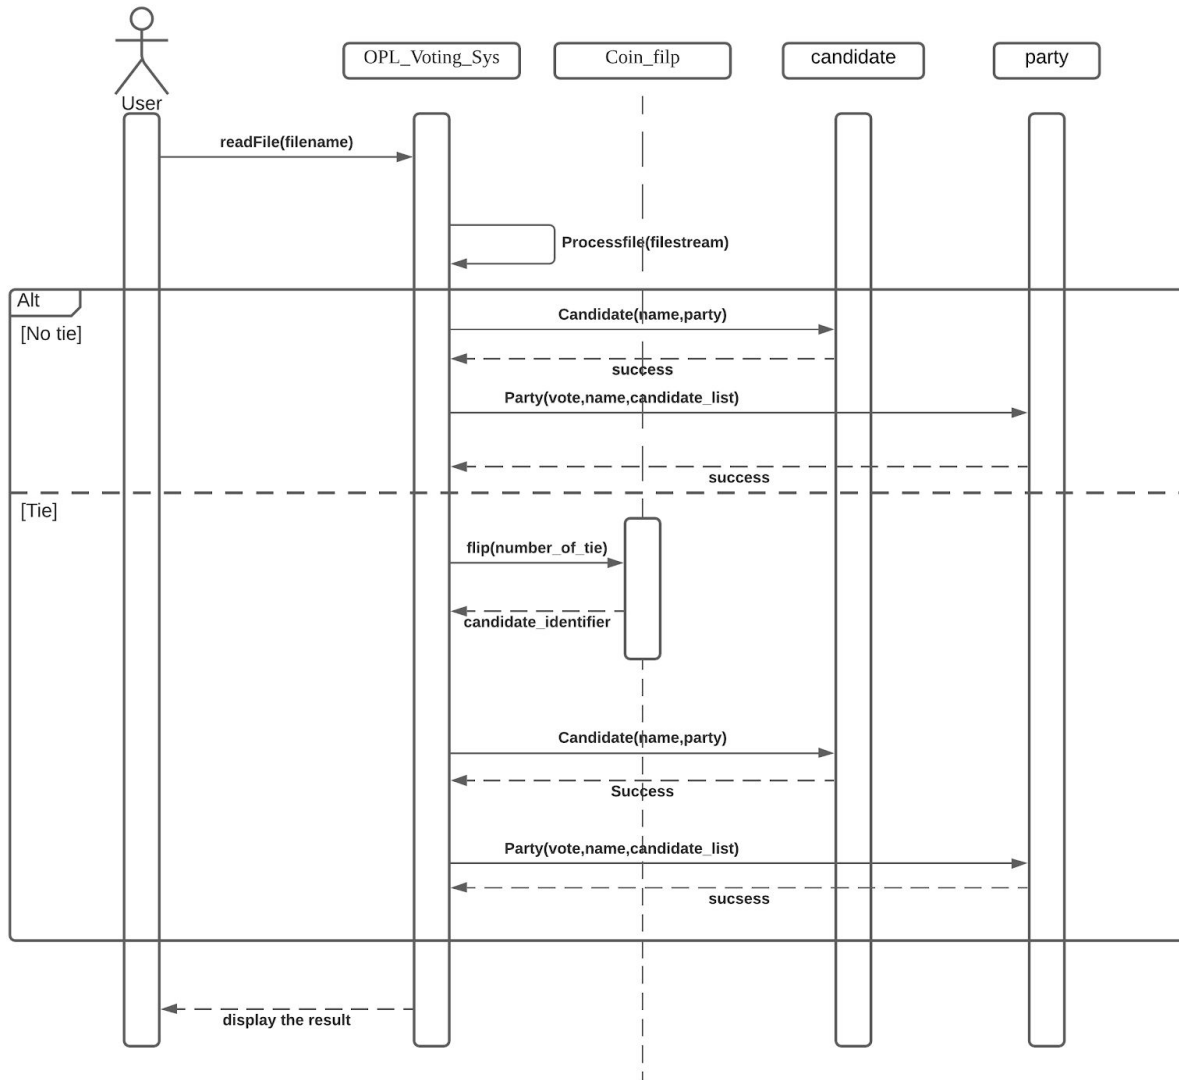 User
OPL_Voting_Sys
Coin_filp
candidate
party
readFile(filename)
Processfile(filestream)
Alt
[No tie]
Candidate(name,party)
success
Party(vote,name,candidate_list)
success
[Tie]
flip(number_of_tie)
candidate_identifier
Candidate(name,party)
Success
Party(vote,name,candidate_list)
sucsess
display the result